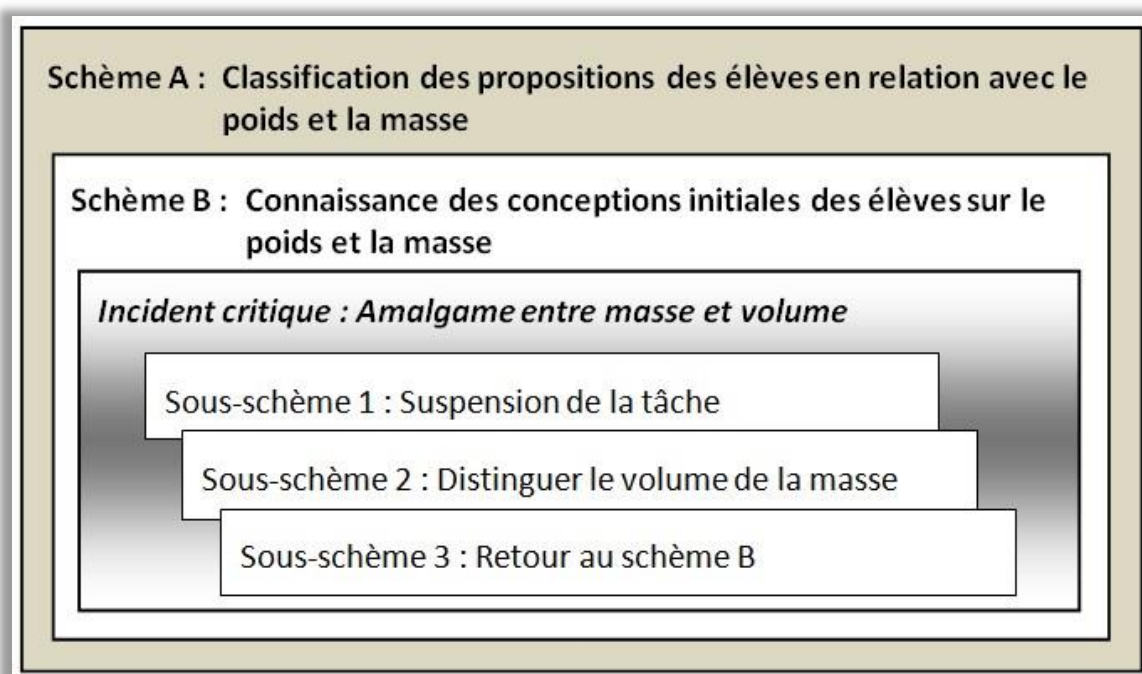 Schème A : Classification des propositions des élèves en relation avec le
poids et la masse
Schème B : Connaissance des conceptions initiales des élèves sur le
poids et la masse
Incident critique : Amalgame entre masse et volume
Sous-schème 1 : Suspension de la tâche
Sous-schème 2 : Distinguer le volume de la masse
Sous-schème 3 : Retour au schème B